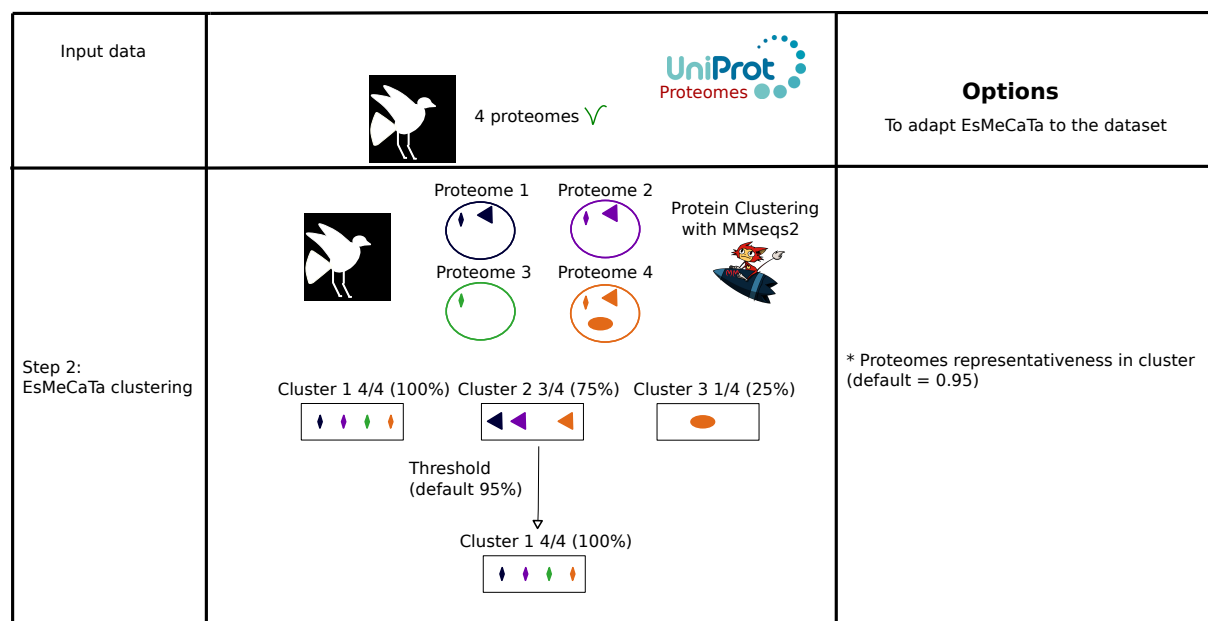 Input data
4 proteomes
UniProt
Proteomes
Options
To adapt EsMeCaTa to the dataset
Step 2:
EsMeCaTa clustering
Proteome 1
Proteome 2
Protein Clustering
with MMseqs2
Proteome 3
Proteome 4
Cluster 1 4/4 (100%)
Cluster 2 3/4 (75%)
Cluster 3 1/4 (25%)
Threshold
(default 95%)
Cluster 1 4/4 (100%)
* Proteomes representativeness in cluster
(default = 0.95)